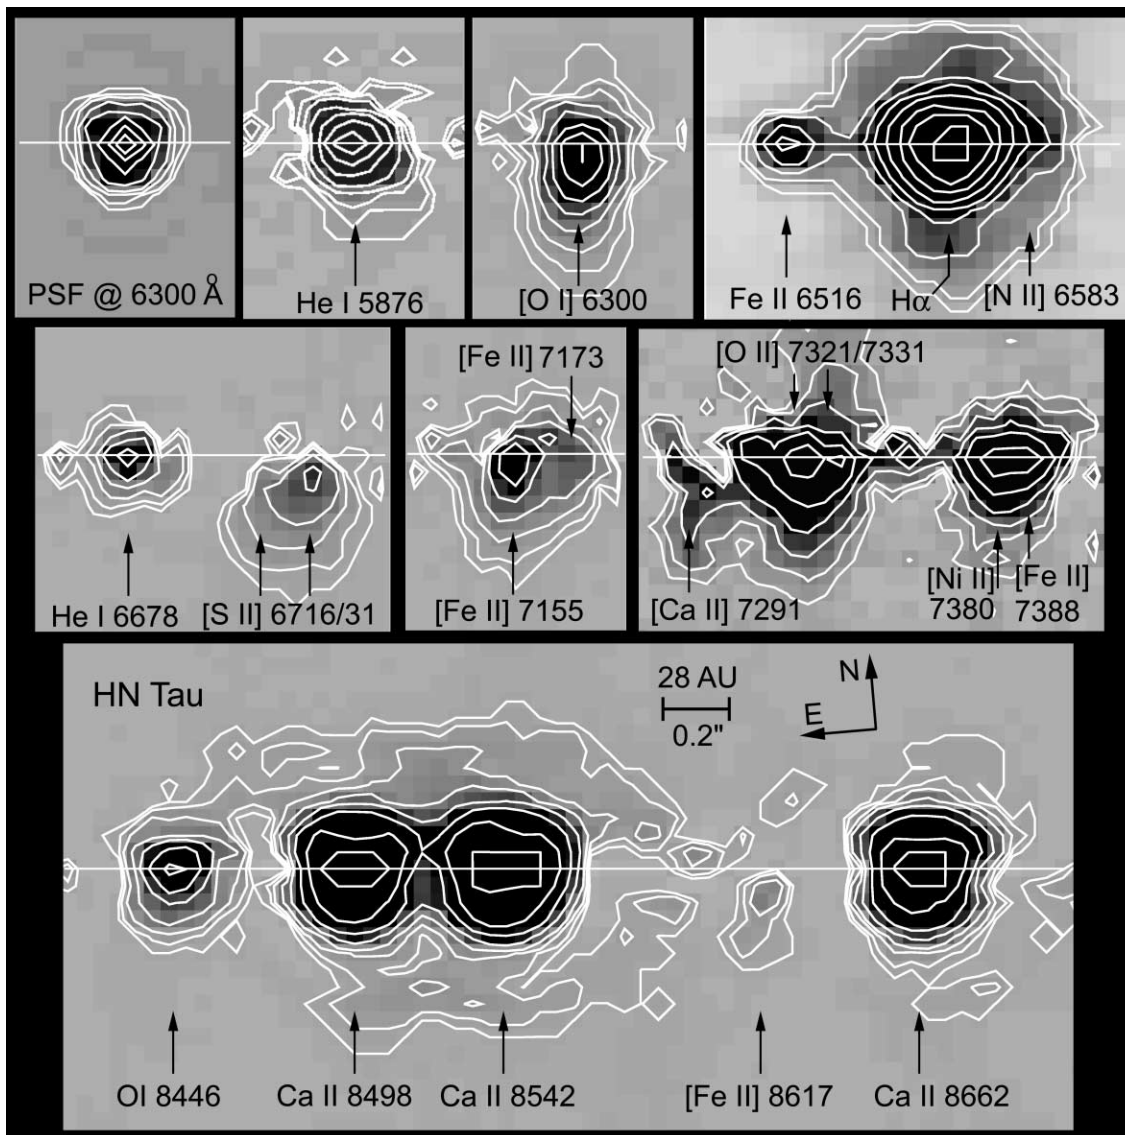 PSF @ 6300 Å
He I 5876
[O I] 6300
Fe II 6516
Hα
[N II] 6583
He I 6678
[S II] 6716/31
[Fe II] 7173
[Fe II] 7155
[O II] 7321/7331
[Ca II] 7291
[Ni II]
7380
[Fe II]
7388
HN Tau
28 AU
0.2"
N
E
OI 8446
Ca II 8498
Ca II 8542
[Fe II] 8617
Ca II 8662